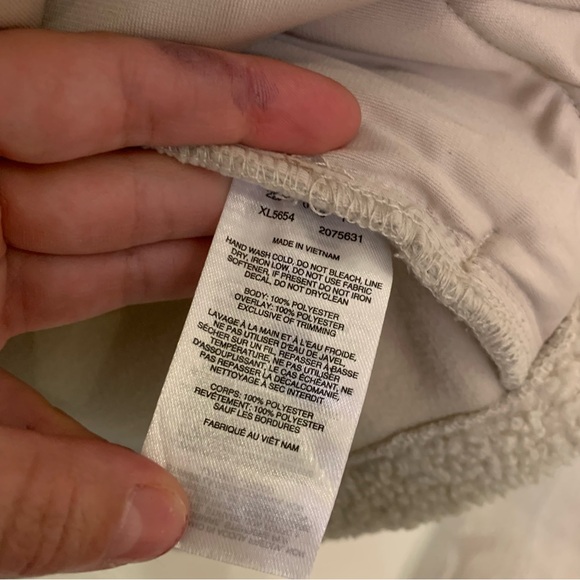 XL5654 2075631
MADE IN VIETNAM
HAND WASH COLD, DO NOT BLEACH, LINE
DRY, IRON LOW, DO NOT USE FABRIC
SOFTENER, IF PRESENT DO NOT IRON
DECAL, DO NOT DRYCLEAN
BODY: 100% POLYESTER
OVERLAY: 100% POLYESTER
EXCLUSIVE OF TRIMMING
LAVAGE À LA MAIN ET À L'EAU FROIDE,
NE PAS UTILISER D'EAU DE JAVEL,
SÉCHER SUR UN FIL, REPASSER À BASSE
TEMPÉRATURE, NE PAS UTILISER
D'ASSOUPLISSANT, LE CAS ÉCHÉANT, NE
PAS REPASSER LA DÉCALCOMANIE,
NETTOYAGE À SEC INTERDIT
CORPS: 100% POLYESTER
REVÊTEMENT: 100% POLYESTER
SAUF LES BORDURES
FABRIQUÉ AU VIÊT NAM